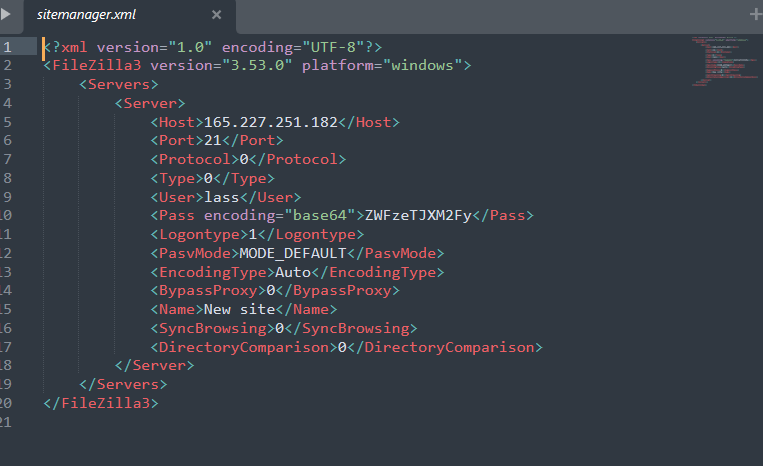 sitemanager.xml
1 <?xml version="1.0" encoding="UTF-8"?>
2 <FileZilla3 version="3.53.0" platform="windows">
3 <Servers>
4 <Server>
5 <Host>165.227.251.182</Host>
6 <Port>21</Port>
7 <Protocol>0</Protocol>
8 <Type>0</Type>
9 <User>lass</User>
10 <Pass encoding="base64">ZWFzeTJXM2Fy</Pass>
11 <Logontype>1</Logontype>
12 <PasvMode>MODE_DEFAULT</PasvMode>
13 <EncodingType>Auto</EncodingType>
14 <BypassProxy>0</BypassProxy>
15 <Name>New site</Name>
16 <SyncBrowsing>0</SyncBrowsing>
17 <DirectoryComparison>0</DirectoryComparison>
18 </Server>
19 </Servers>
20 </FileZilla3>
21